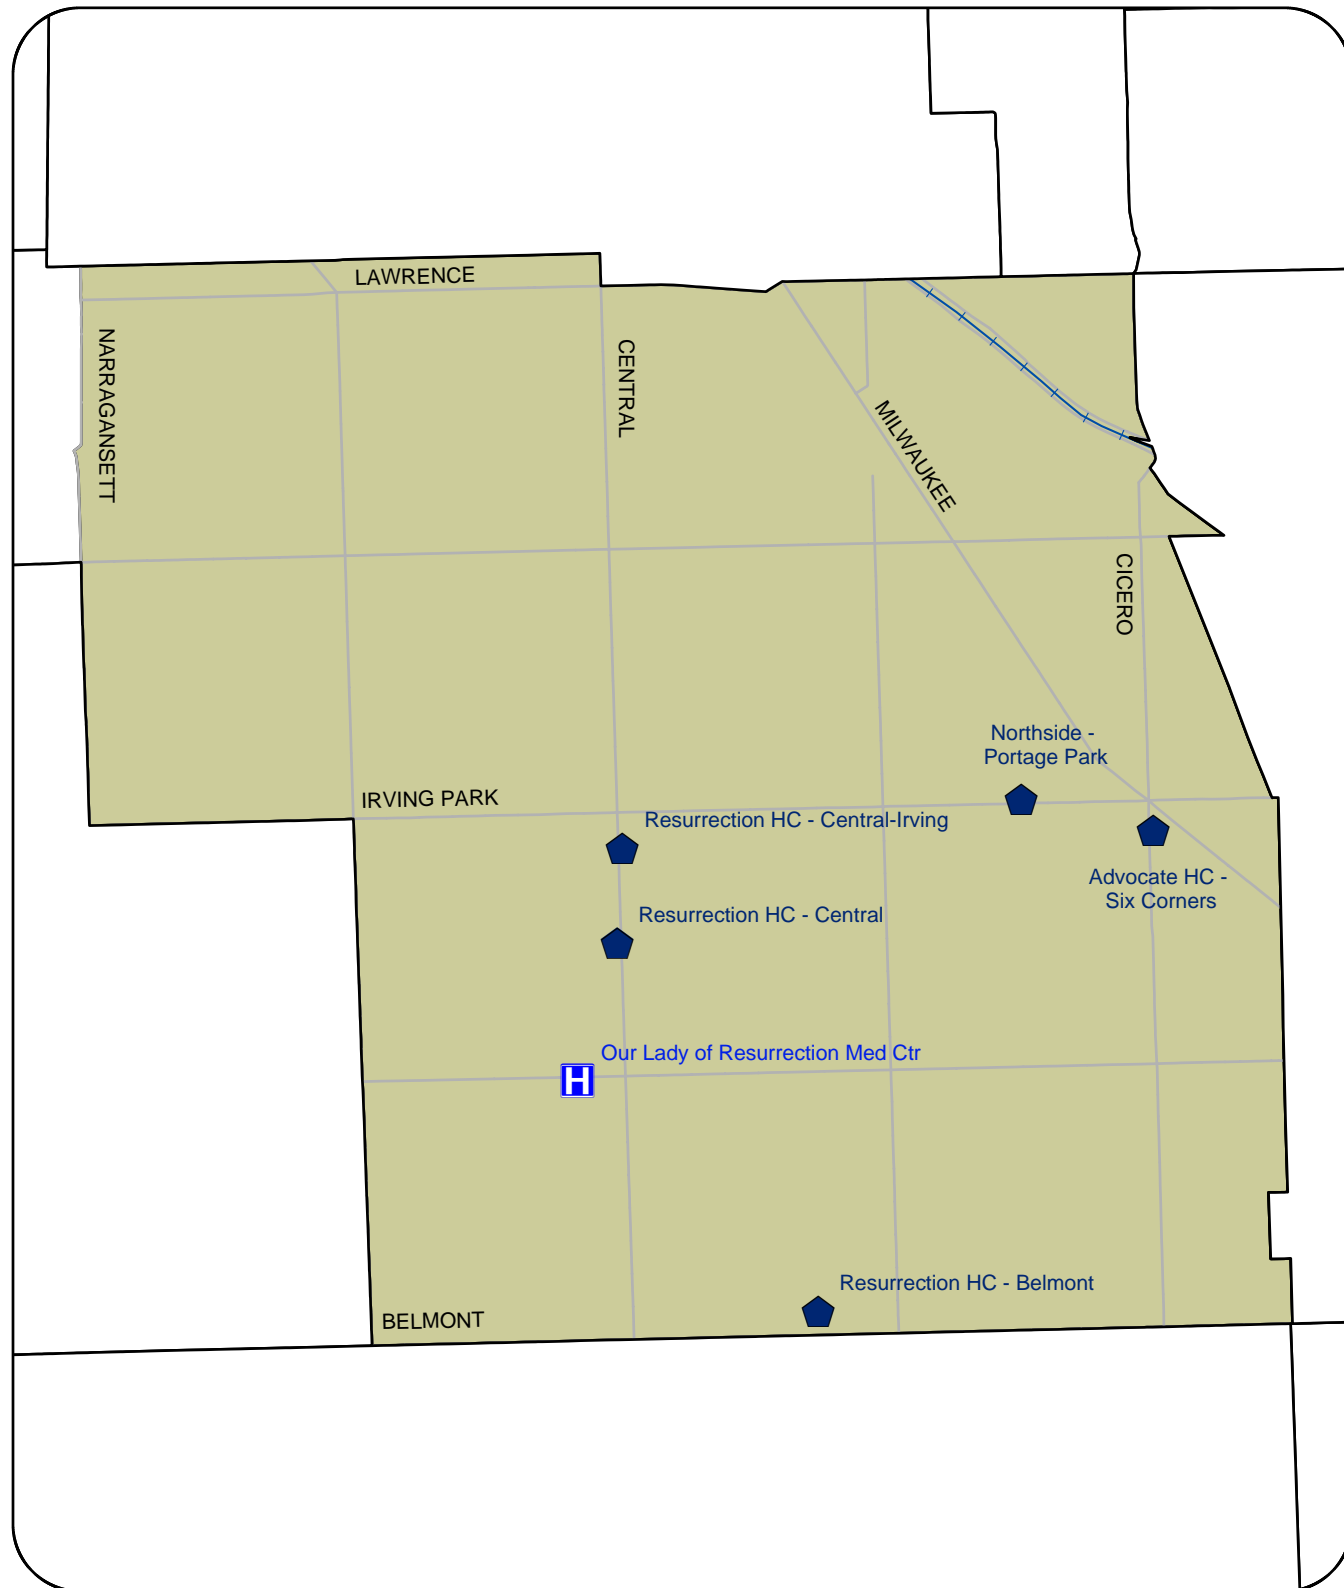 LAWRENCE
NARRAGANSETT
CENTRAL
MILWAUKEE
CICERO
Northside -
Portage Park
IRVING PARK
Resurrection HC - Central-Irving
Advocate HC -
Six Corners
Resurrection HC - Central
Our Lady of Resurrection Med Ctr
H
Resurrection HC - Belmont
BELMONT